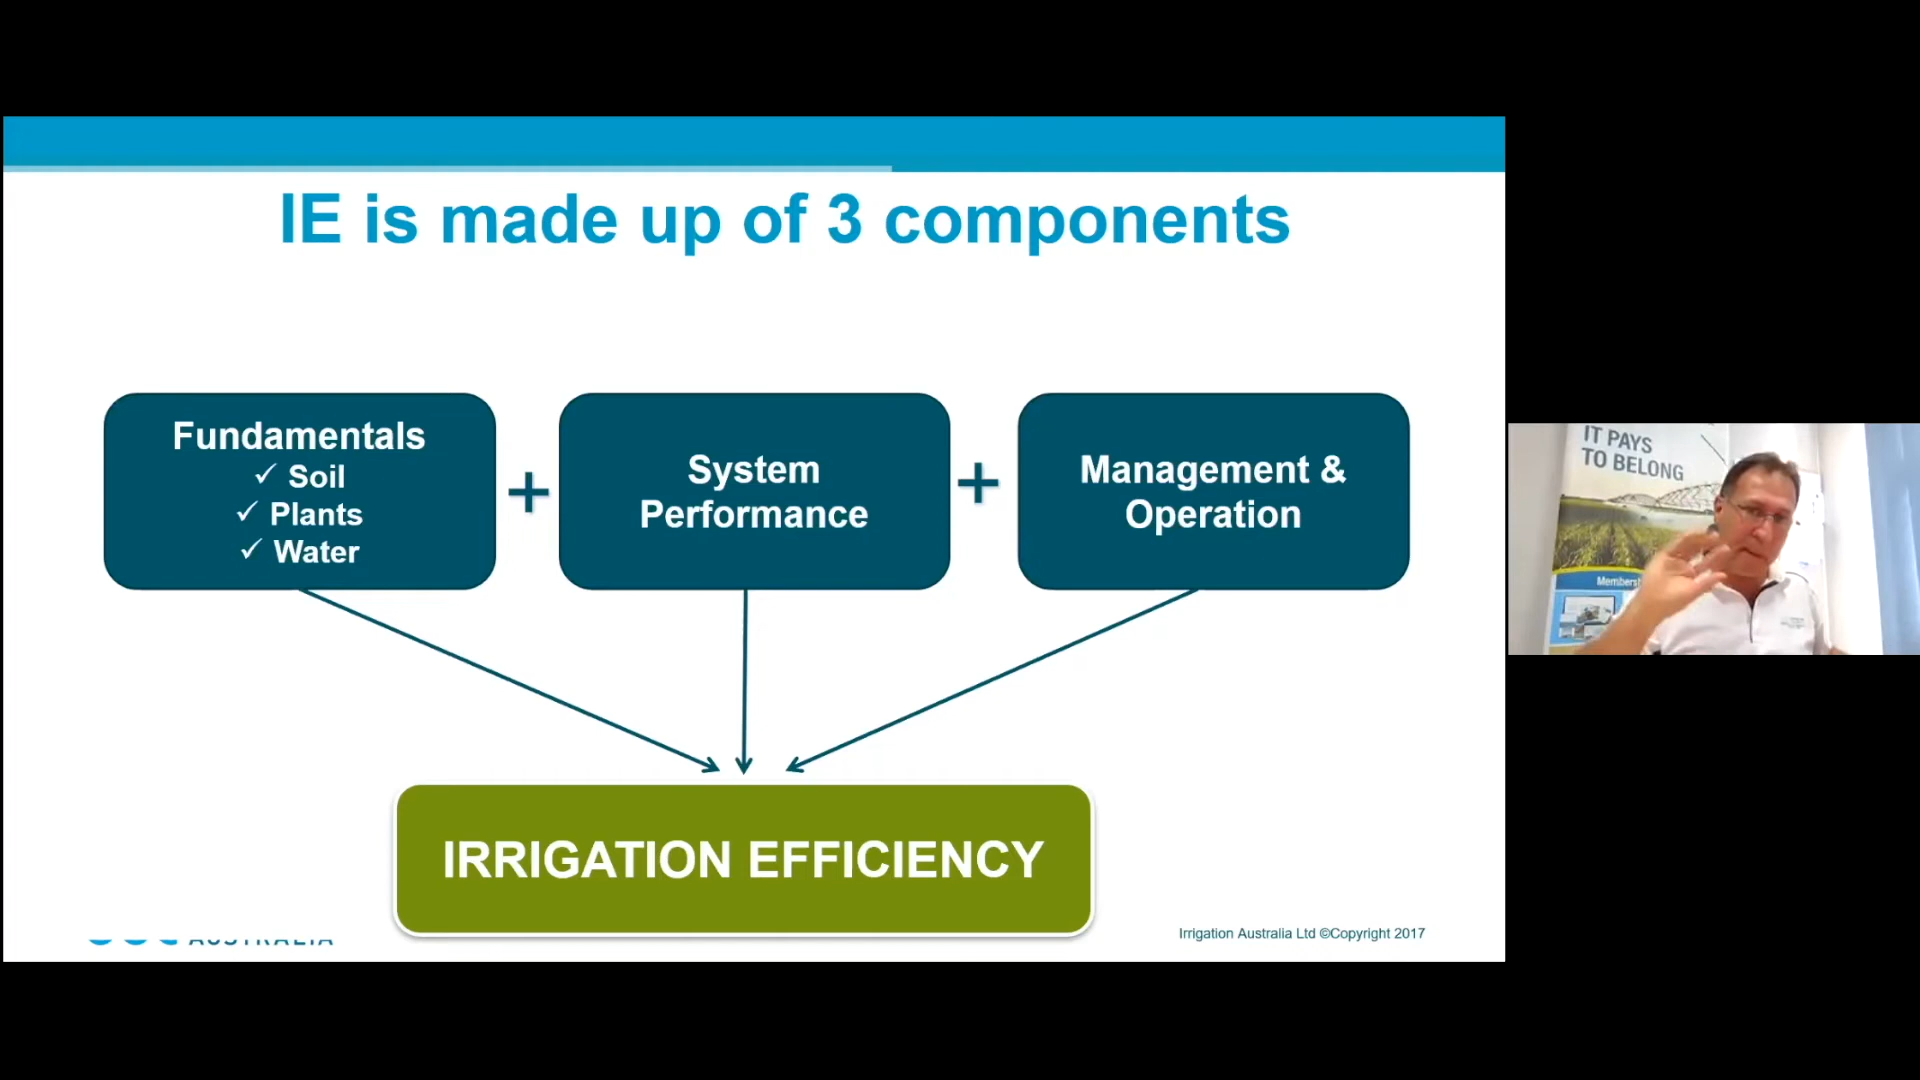 IE is made up of 3 components
Fundamentals
✓ Soil
✓ Plants
✓ Water
+
System
Performance
+
Management &
Operation
IRRIGATION EFFICIENCY
AUSTRALIA
Irrigation Australia Ltd ©Copyright 2017
IT PAYS
TO BELONG